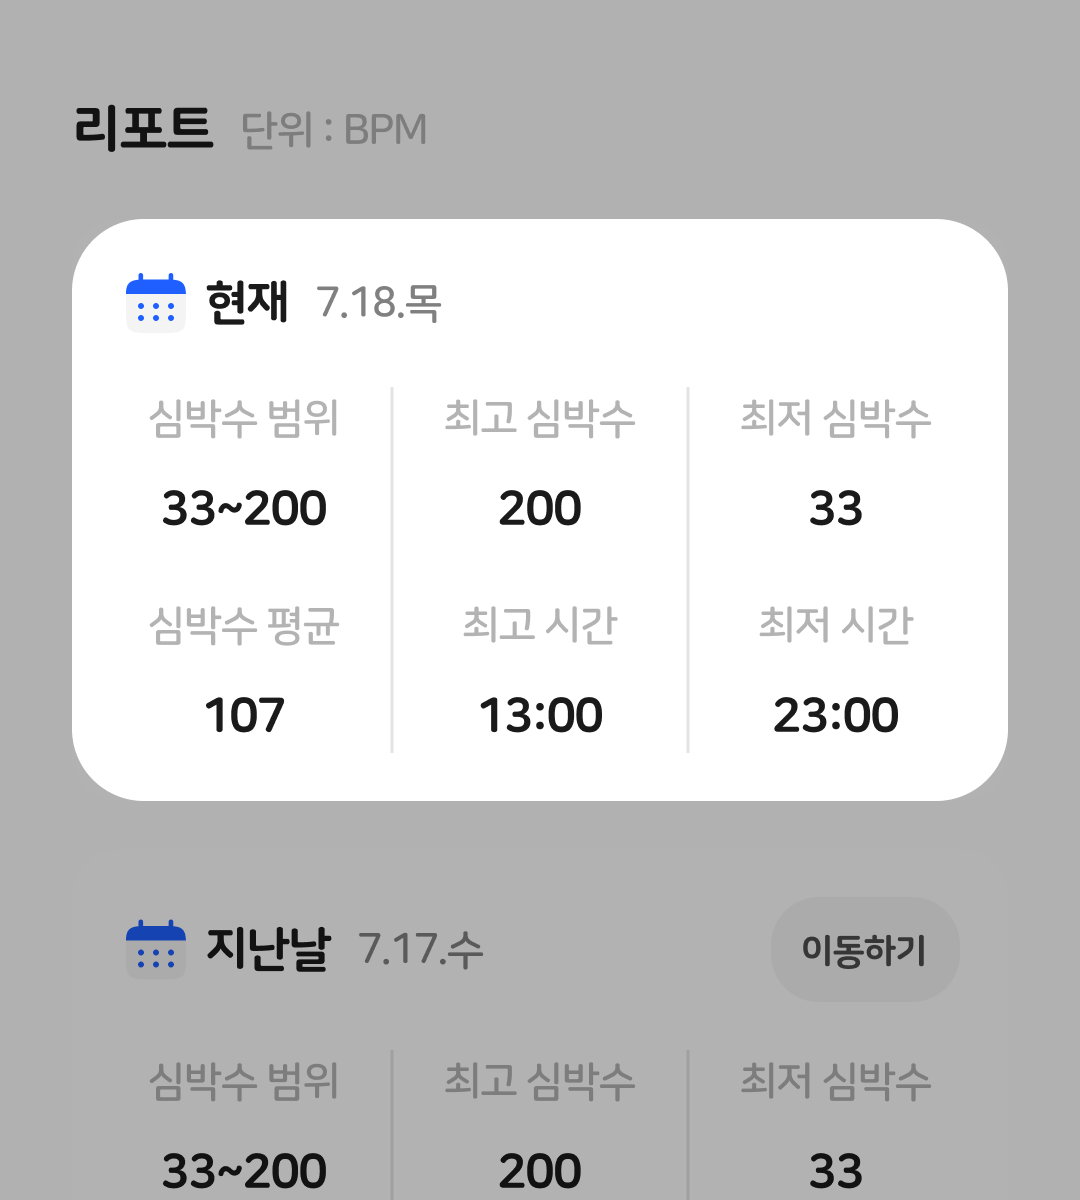 리포트 단위 : BPM
현재 7.18.목
심박수 범위 최고 심박수 최저 심박수
33~200 200 33
심박수 평균 최고 시간 최저 시간
107 13:00 23:00
지난날 7.17.수 이동하기
심박수 범위 최고 심박수 최저 심박수
33~200 200 33